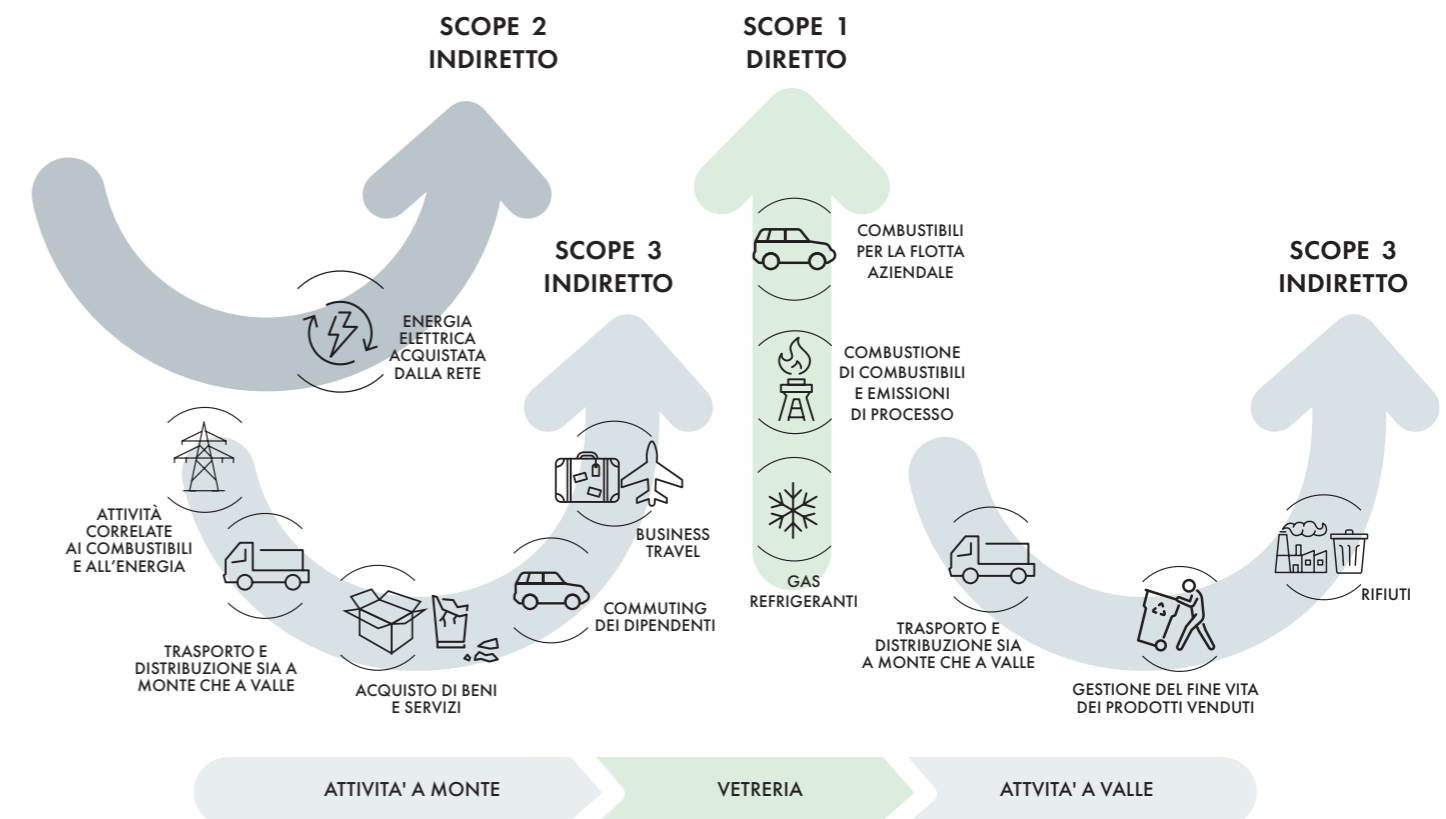 SCOPE 2
INDIRETTO
SCOPE 1
DIRETTO
SCOPE 3
INDIRETTO
SCOPE 3
INDIRETTO
ENERGIA
ELETTRICA
ACQUISTATA
DALLA RETE
COMBUSTIBILI
PER LA FLOTTA
AZIENDALE
COMBUSTIONE
DI COMBUSTIBILI
E EMISSIONI
DI PROCESSO
GAS
REFRIGERANTI
ATTIVITÀ
CORRELATE
AI COMBUSTIBILI
E ALL'ENERGIA
TRASPORTO E
DISTRIBUZIONE SIA A
MONTE CHE A VALLE
ACQUISTO DI BENI
E SERVIZI
COMMUTING
DEI DIPENDENTI
BUSINESS
TRAVEL
TRASPORTO E
DISTRIBUZIONE SIA
A MONTE CHE A VALLE
GESTIONE DEL FINE VITA
DEI PRODOTTI VENDUTI
RIFIUTI
ATTIVITA' A MONTE
VETRERIA
ATTVITA' A VALLE